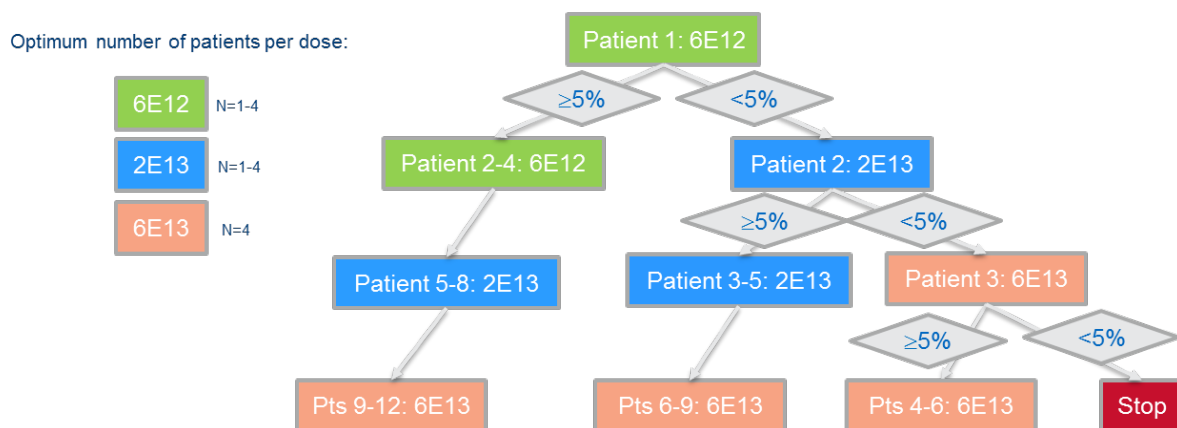 Optimum number of patients per dose:
6E12 N=1-4
2E13 N=1-4
6E13 N=4
Patient 1: 6E12
≥5% <5%
Patient 2-4: 6E12 Patient 2: 2E13
≥5% <5%
Patient 5-8: 2E13 Patient 3-5: 2E13 Patient 3: 6E13
≥5% <5%
Pts 9-12: 6E13 Pts 6-9: 6E13 Pts 4-6: 6E13 Stop